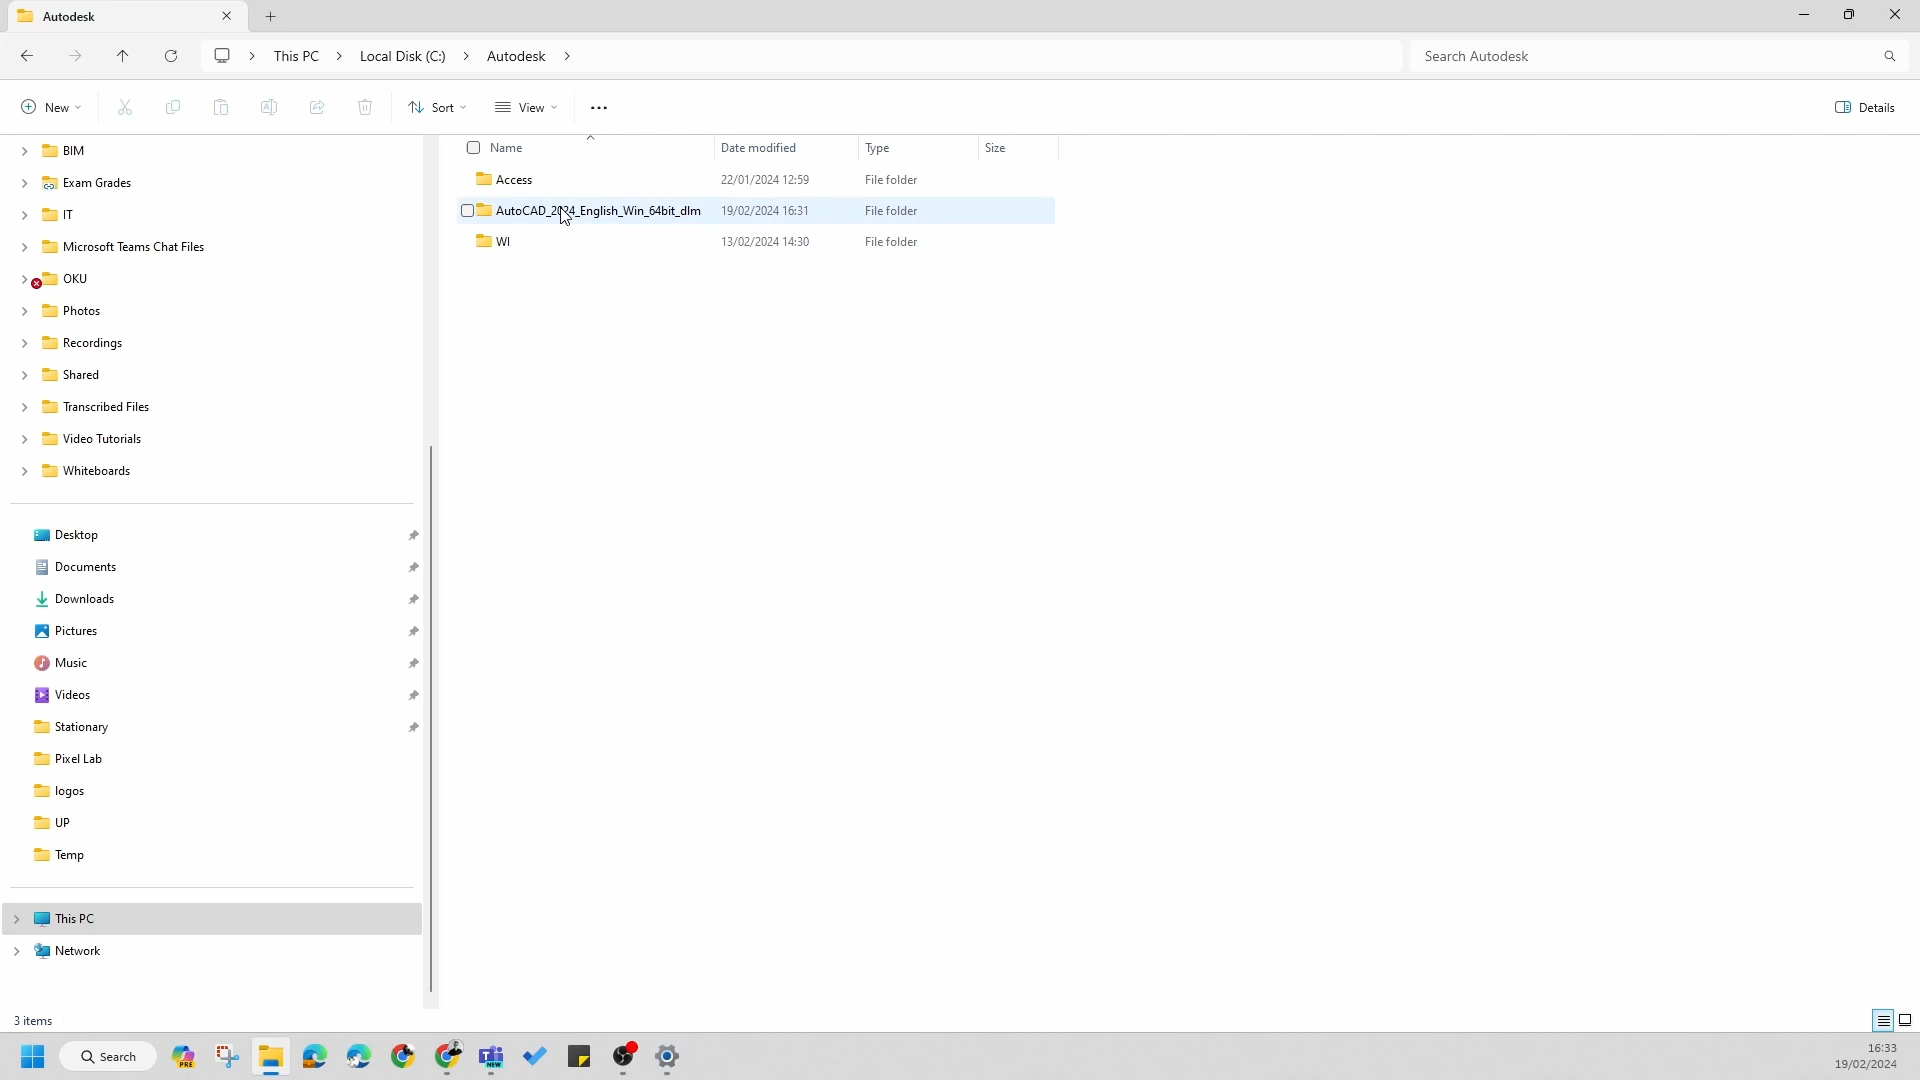 Autodesk
This PC
Local Disk (C:)
Autodesk
Search Autodesk
New
Sort
View
Details
BIM
Exam Grades
IT
Microsoft Teams Chat Files
OKU
Photos
Recordings
Shared
Transcribed Files
Video Tutorials
Whiteboards
Desktop
Documents
Downloads
Pictures
Music
Videos
Stationary
Pixel Lab
logos
UP
Temp
This PC
Network
Name Date modified Type Size
Access 22/01/2024 12:59 File folder
AutoCAD_2024_English_Win_64bit_dlm 19/02/2024 16:31 File folder
WI 13/02/2024 14:30 File folder
3 items
Search
PRE
NEW
16:33
19/02/2024